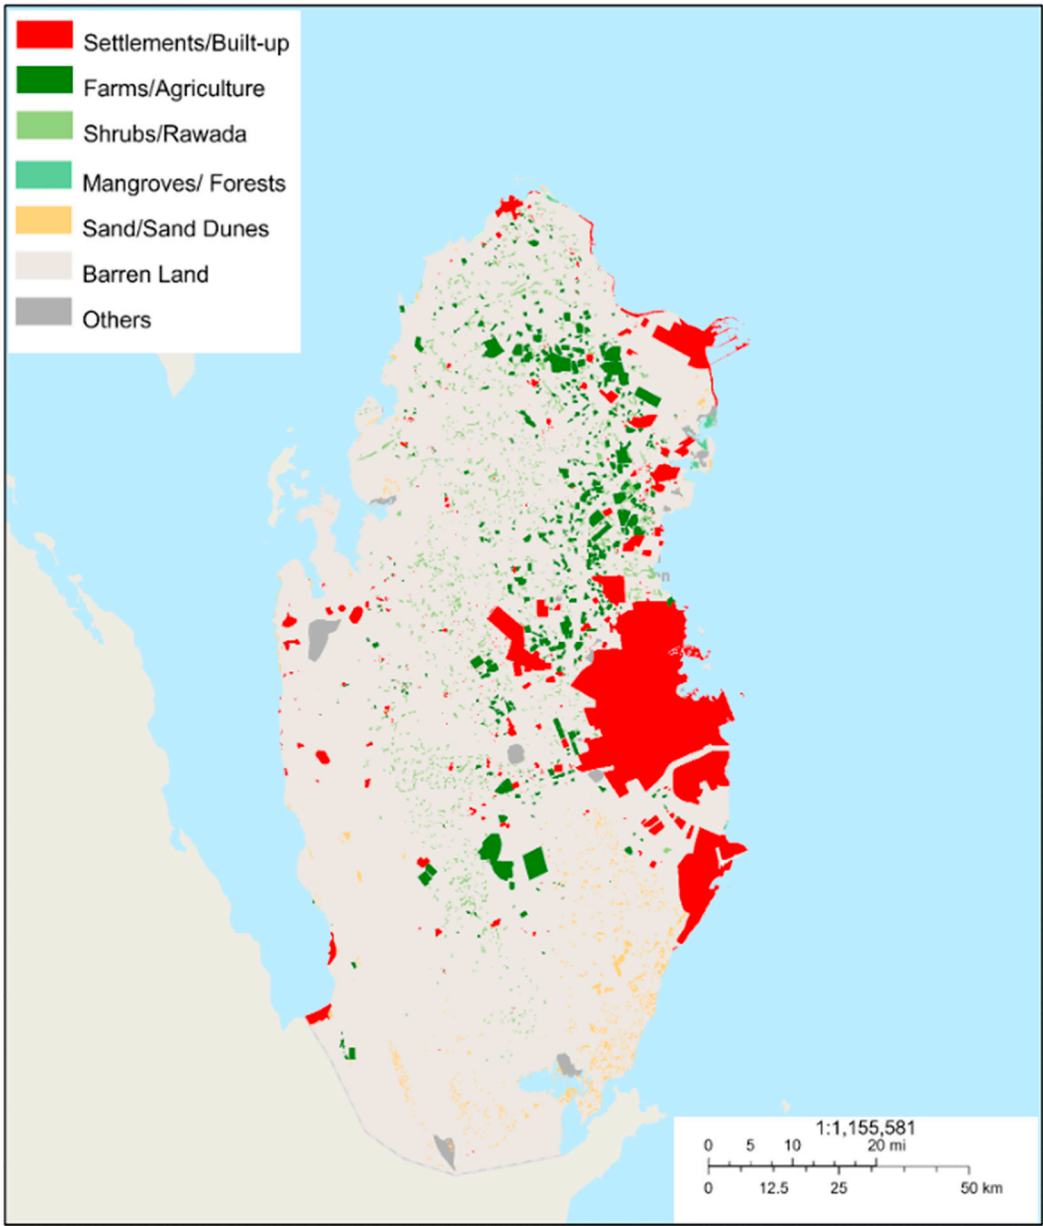 Settlements/Built-up
Farms/Agriculture
Shrubs/Rawada
Mangroves/ Forests
Sand/Sand Dunes
Barren Land
Others
n
1:1,155,581
0 5 10 20 mi
0 12.5 25 50 km